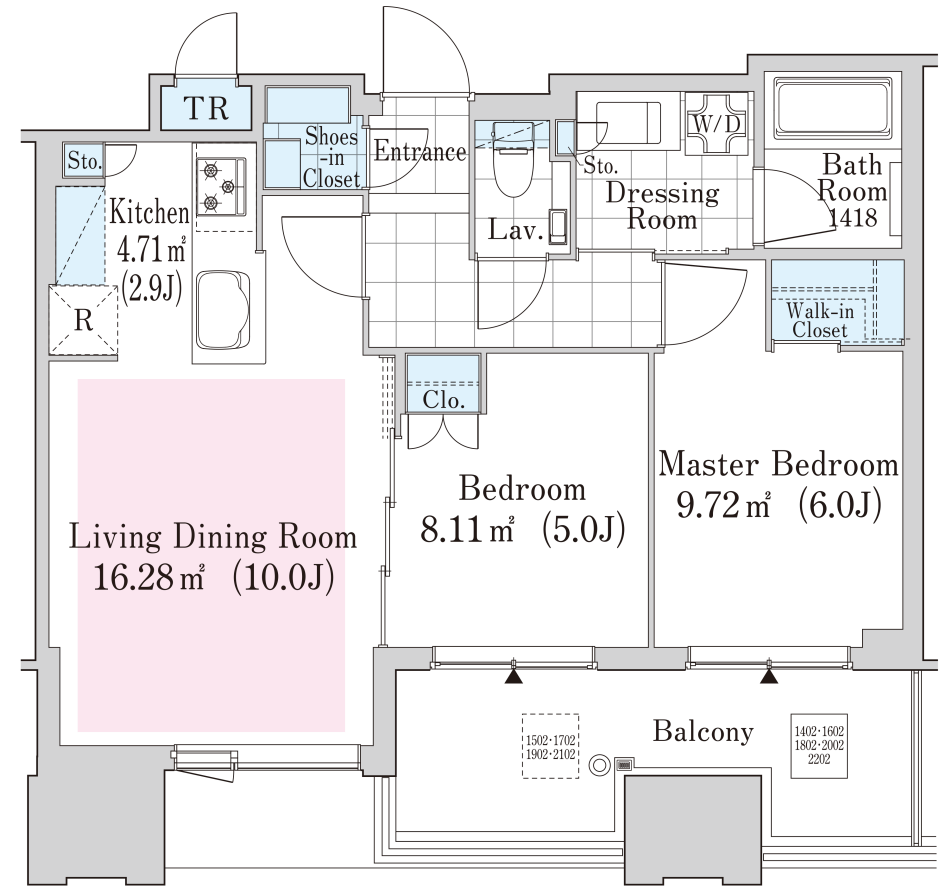 TR
Shoes
-in
Closet
Entrance
W/D
Sto.
Sto.
Kitchen
4.71㎡
(2.9J)
Dressing
Room
Bath
Room
1418
Lav.
R
Walk-in
Closet
Clo.
Living Dining Room
16.28㎡ (10.0J)
Bedroom
8.11㎡ (5.0J)
Master Bedroom
9.72㎡ (6.0J)
Balcony
1502・1702
1902・2102
1402・1602
1802・2002
2202